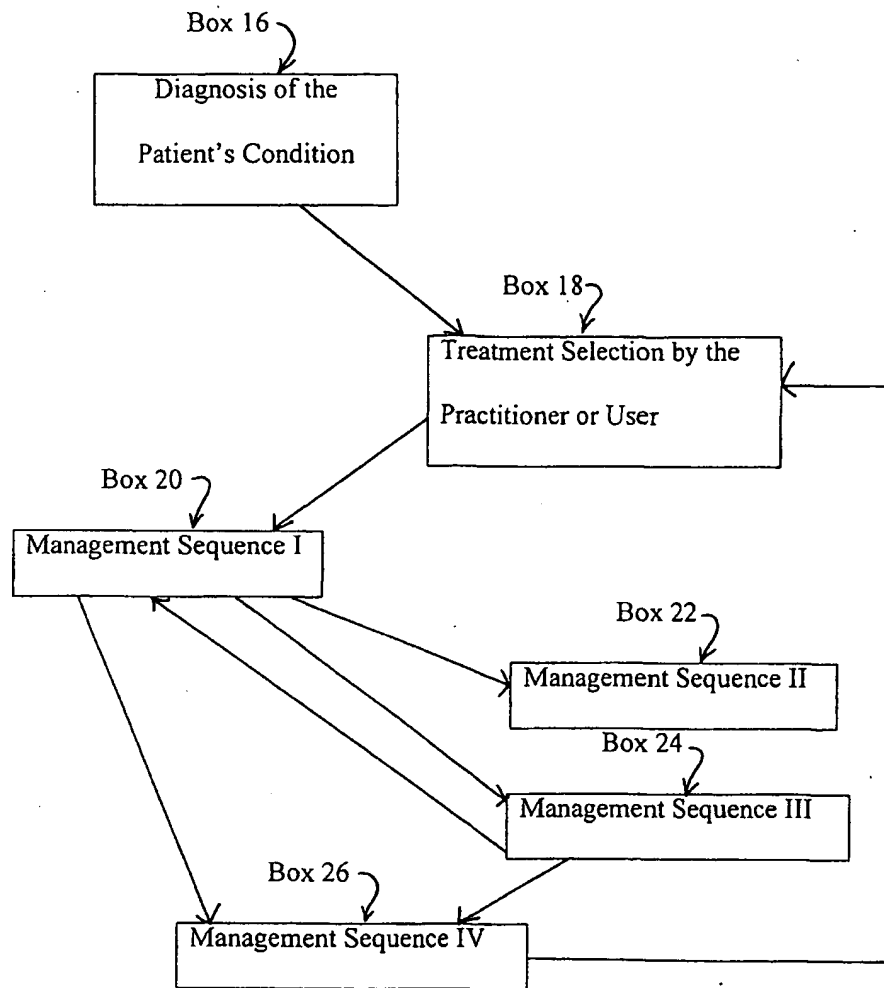 Box 16
Diagnosis of the
Patient's Condition
Box 18
Treatment Selection by the
Practitioner or User
Box 20
Management Sequence I
Box 22
Management Sequence II
Box 24
Management Sequence III
Box 26
Management Sequence IV